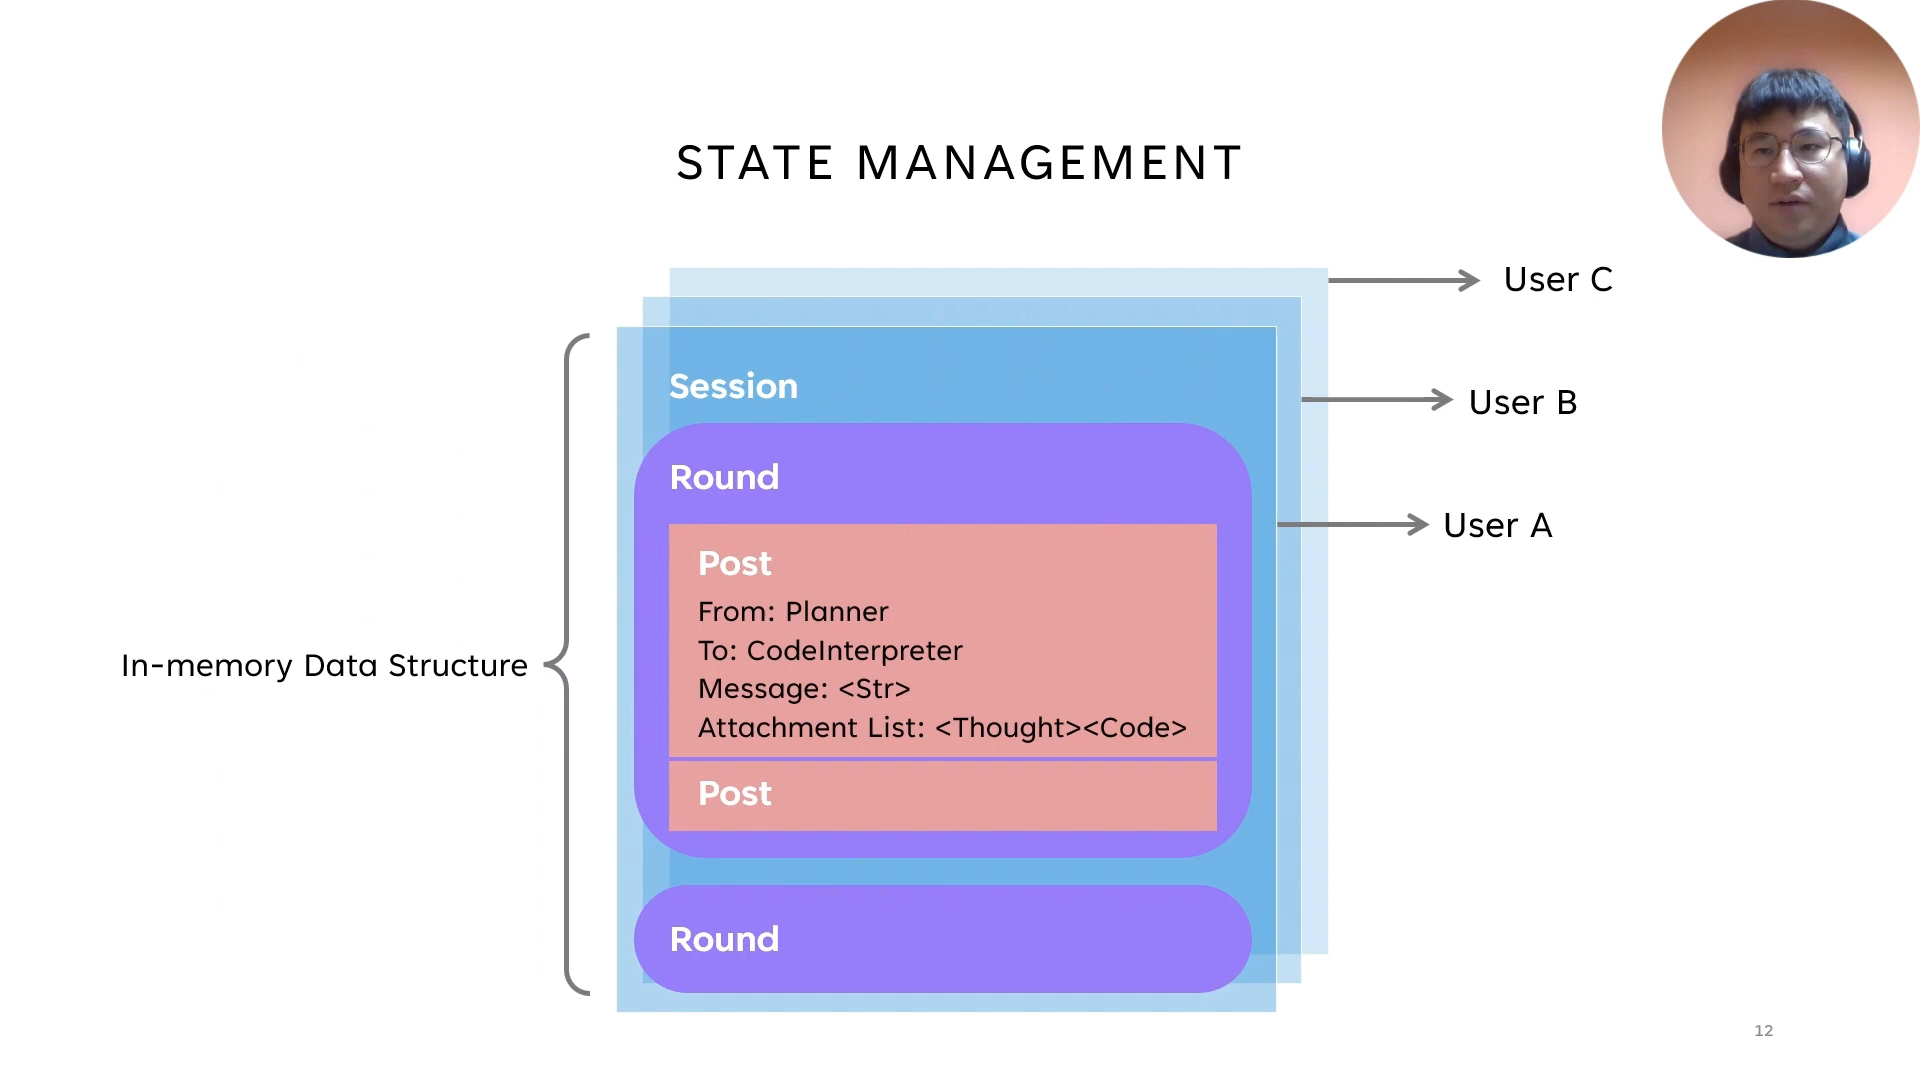 STATE MANAGEMENT
User C
Session
User B
Round
User A
Post
From: Planner
To: CodeInterpreter
In-memory Data Structure
Message: <Str>
Attachment List: <Thought><Code>
Post
Round
12